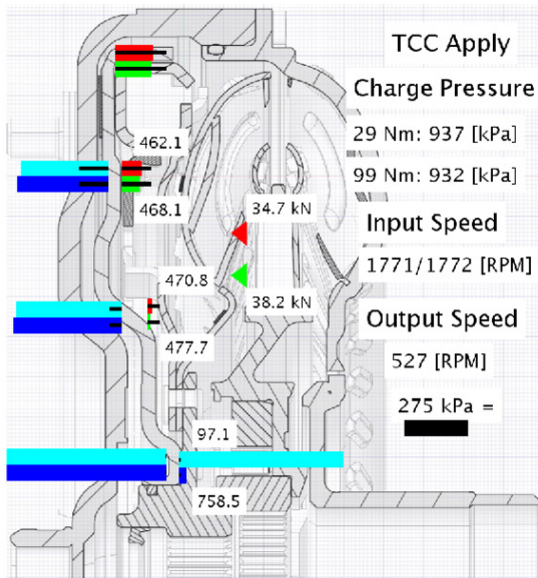 TCC Apply
Charge Pressure
29 Nm: 937 [kPa]
99 Nm: 932 [kPa]
462.1
468.1
34.7 kN
Input Speed
1771/1772 [RPM]
470.8
38.2 kN
Output Speed
477.7
527 [RPM]
275 kPa =
97.1
758.5